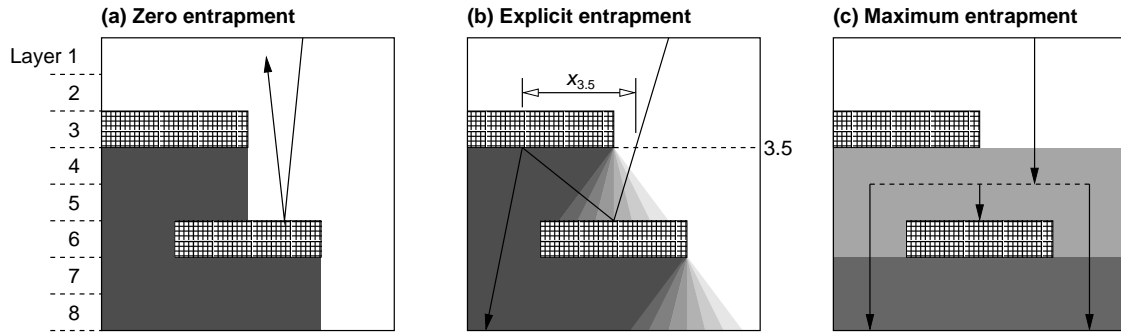 (a) Zero entrapment
(b) Explicit entrapment
(c) Maximum entrapment
Layer 1
2
3
4
5
6
7
8
x3.5
3.5